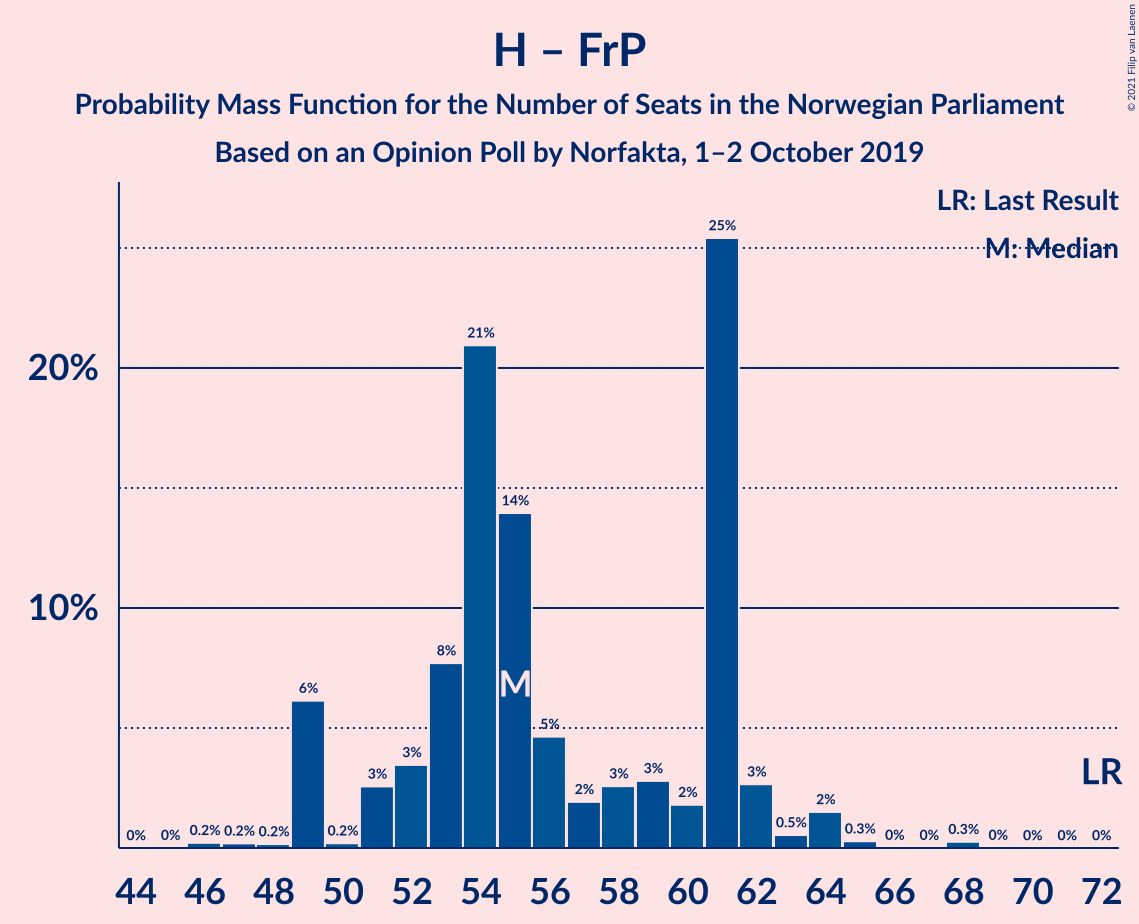 H – FrP
Probability Mass Function for the Number of Seats in the Norwegian Parliament
Based on an Opinion Poll by Norfakta, 1–2 October 2019
© 2021 Filip van Laenen
LR: Last Result
M: Median
20%
10%
0% 0% 0.2% 0.2% 0.2% 6% 0.2% 3% 3% 8% 21% 14% 5% 2% 3% 3% 2% 25% 3% 0.5% 2% 0.3% 0% 0% 0.3% 0% 0% 0% 0%
M
LR
44 46 48 50 52 54 56 58 60 62 64 66 68 70 72